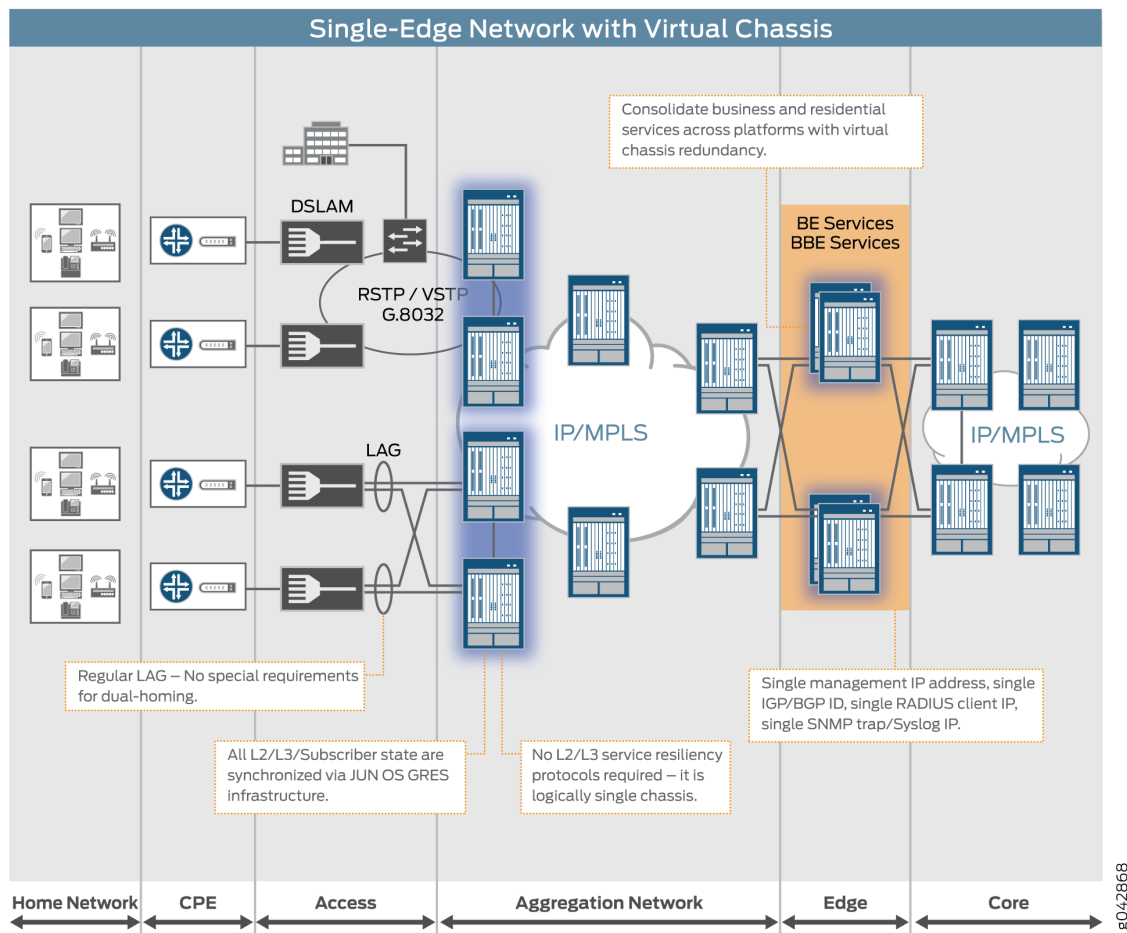 Single-Edge Network with Virtual Chassis
Consolidate business and residential
services across platforms with virtual
chassis redundancy.
DSLAM
BE Services
BBE Services
RSTP / VSTP
G.8032
IP/MPLS
IP/MPLS
LAG
Regular LAG – No special requirements
for dual-homing.
Single management IP address, single
IGP/BGP ID, single RADIUS client IP,
single SNMP trap/Syslog IP.
All L2/L3/Subscriber state are
synchronized via JUN OS GRES
infrastructure.
No L2/L3 service resiliency
protocols required – it is
logically single chassis.
Home Network
CPE
Access
Aggregation Network
Edge
Core
g042868